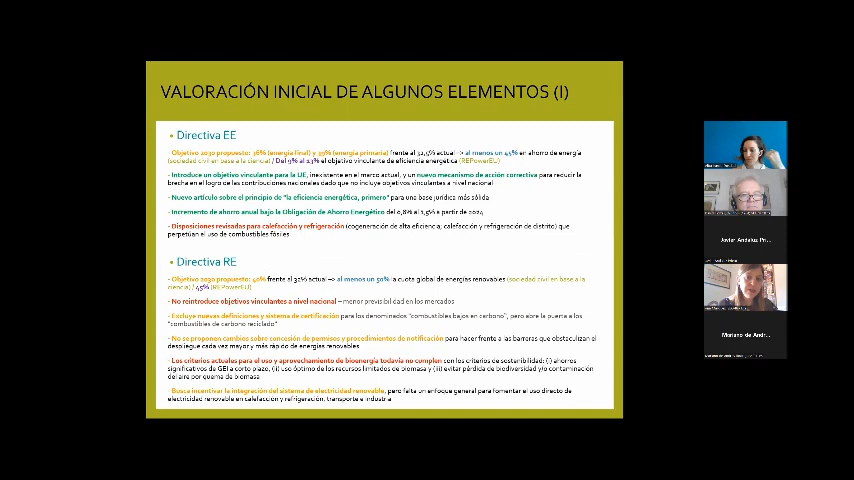 VALORACIÓN INICIAL DE ALGUNOS ELEMENTOS (I)
• Directiva EE
- Objetivo 2030 propuesto: 36% (energía final) y 39% (energía primaria) frente al 32,5% actual –> al menos un 45% en ahorro de energía
(sociedad civil en base a la ciencia) / Del 9% al 13% el objetivo vinculante de eficiencia energética (REPowerEU)
- Introduce un objetivo vinculante para la UE, inexistente en el marco actual, y un nuevo mecanismo de acción correctiva para reducir la
brecha en el logro de las contribuciones nacionales dado que no incluye objetivos vinculantes a nivel nacional
- Nuevo artículo sobre el principio de "la eficiencia energética, primero" para una base jurídica más sólida
- Incremento de ahorro anual bajo la Obligación de Ahorro Energético del 0,8% al 1,5% a partir de 2024
- Disposiciones revisadas para calefacción y refrigeración (cogeneración de alta eficiencia; calefacción y refrigeración de distrito) que
perpetúan el uso de combustibles fósiles
• Directiva RE
- Objetivo 2030 propuesto: 40% frente al 32% actual –> al menos un 50% la cuota global de energías renovables (sociedad civil en base a la
ciencia) / 45% (REPowerEU)
- No reintroduce objetivos vinculantes a nivel nacional – menor previsibilidad en los mercados
- Excluye nuevas definiciones y sistema de certificación para los denominados "combustibles bajos en carbono", pero abre la puerta a los
"combustibles de carbono reciclado"
- No se proponen cambios sobre concesión de permisos y procedimientos de notificación para hacer frente a las barreras que obstaculizan el
despliegue cada vez mayor y más rápido de energías renovables
- Los criterios actuales para el uso y aprovechamiento de bioenergía todavía no cumplen con los criterios de sostenibilidad: (i) ahorros
significativos de GEI a corto plazo, (ii) uso óptimo de los recursos limitados de biomasa y (iii) evitar pérdida de biodiversidad y/o contaminación
del aire por quema de biomasa
- Busca incentivar la integración del sistema de electricidad renovable, pero falta un enfoque general para fomentar el uso directo de
electricidad renovable en calefacción y refrigeración, transporte e industria
Javier Andaluz Pri...
Mariano de Andr...